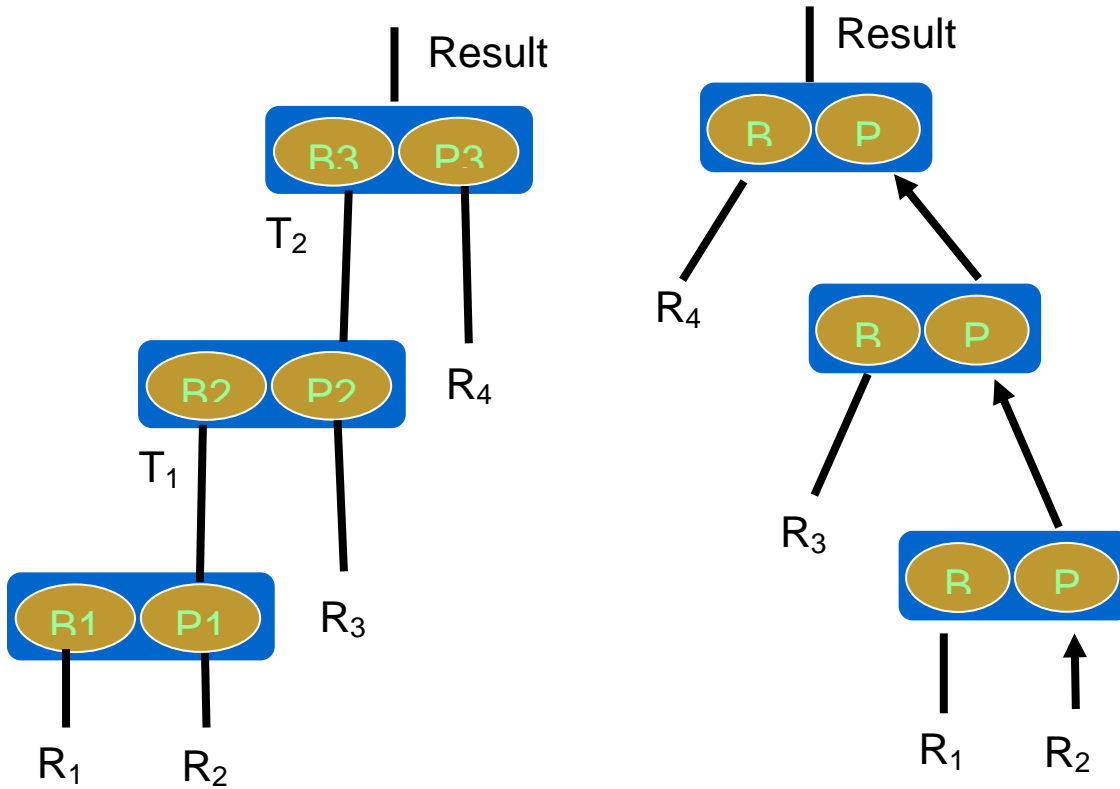 Result
B3 P3
T₂
R₄
B2 P2
T₁
R₃
B1 P1
R₁ R₂
Result
B P
R₄
B P
R₃
B P
R₁ R₂